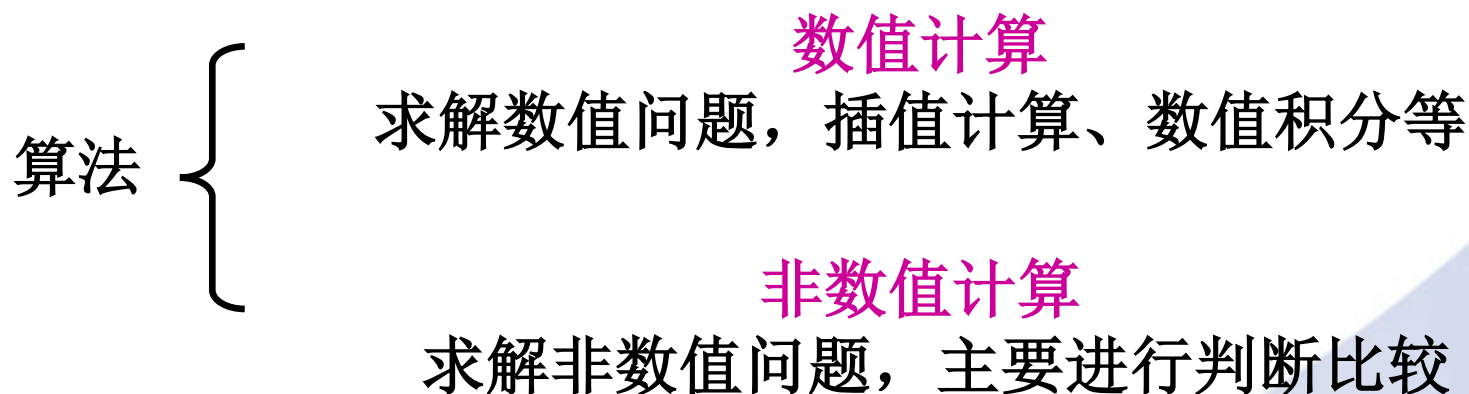 数值计算
求解数值问题，插值计算、数值积分等
算法
非数值计算
求解非数值问题，主要进行判断比较